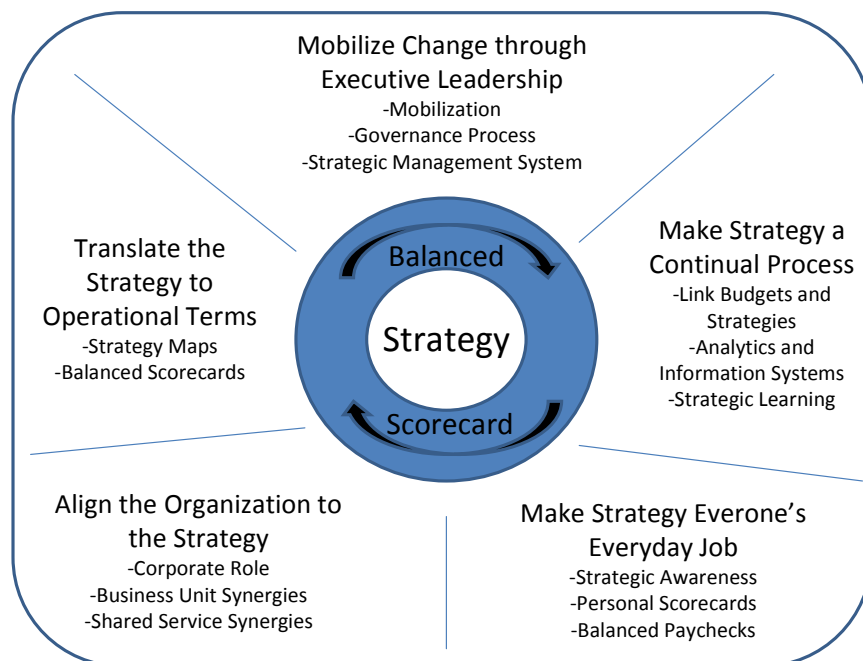 Mobilize Change through
Executive Leadership
-Mobilization
-Governance Process
-Strategic Management System
Translate the
Strategy to
Operational Terms
-Strategy Maps
-Balanced Scorecards
Balanced
Strategy
Scorecard
Make Strategy a
Continual Process
-Link Budgets and
Strategies
-Analytics and
Information Systems
-Strategic Learning
Align the Organization to
the Strategy
-Corporate Role
-Business Unit Synergies
-Shared Service Synergies
Make Strategy Everone’s
Everyday Job
-Strategic Awareness
-Personal Scorecards
-Balanced Paychecks